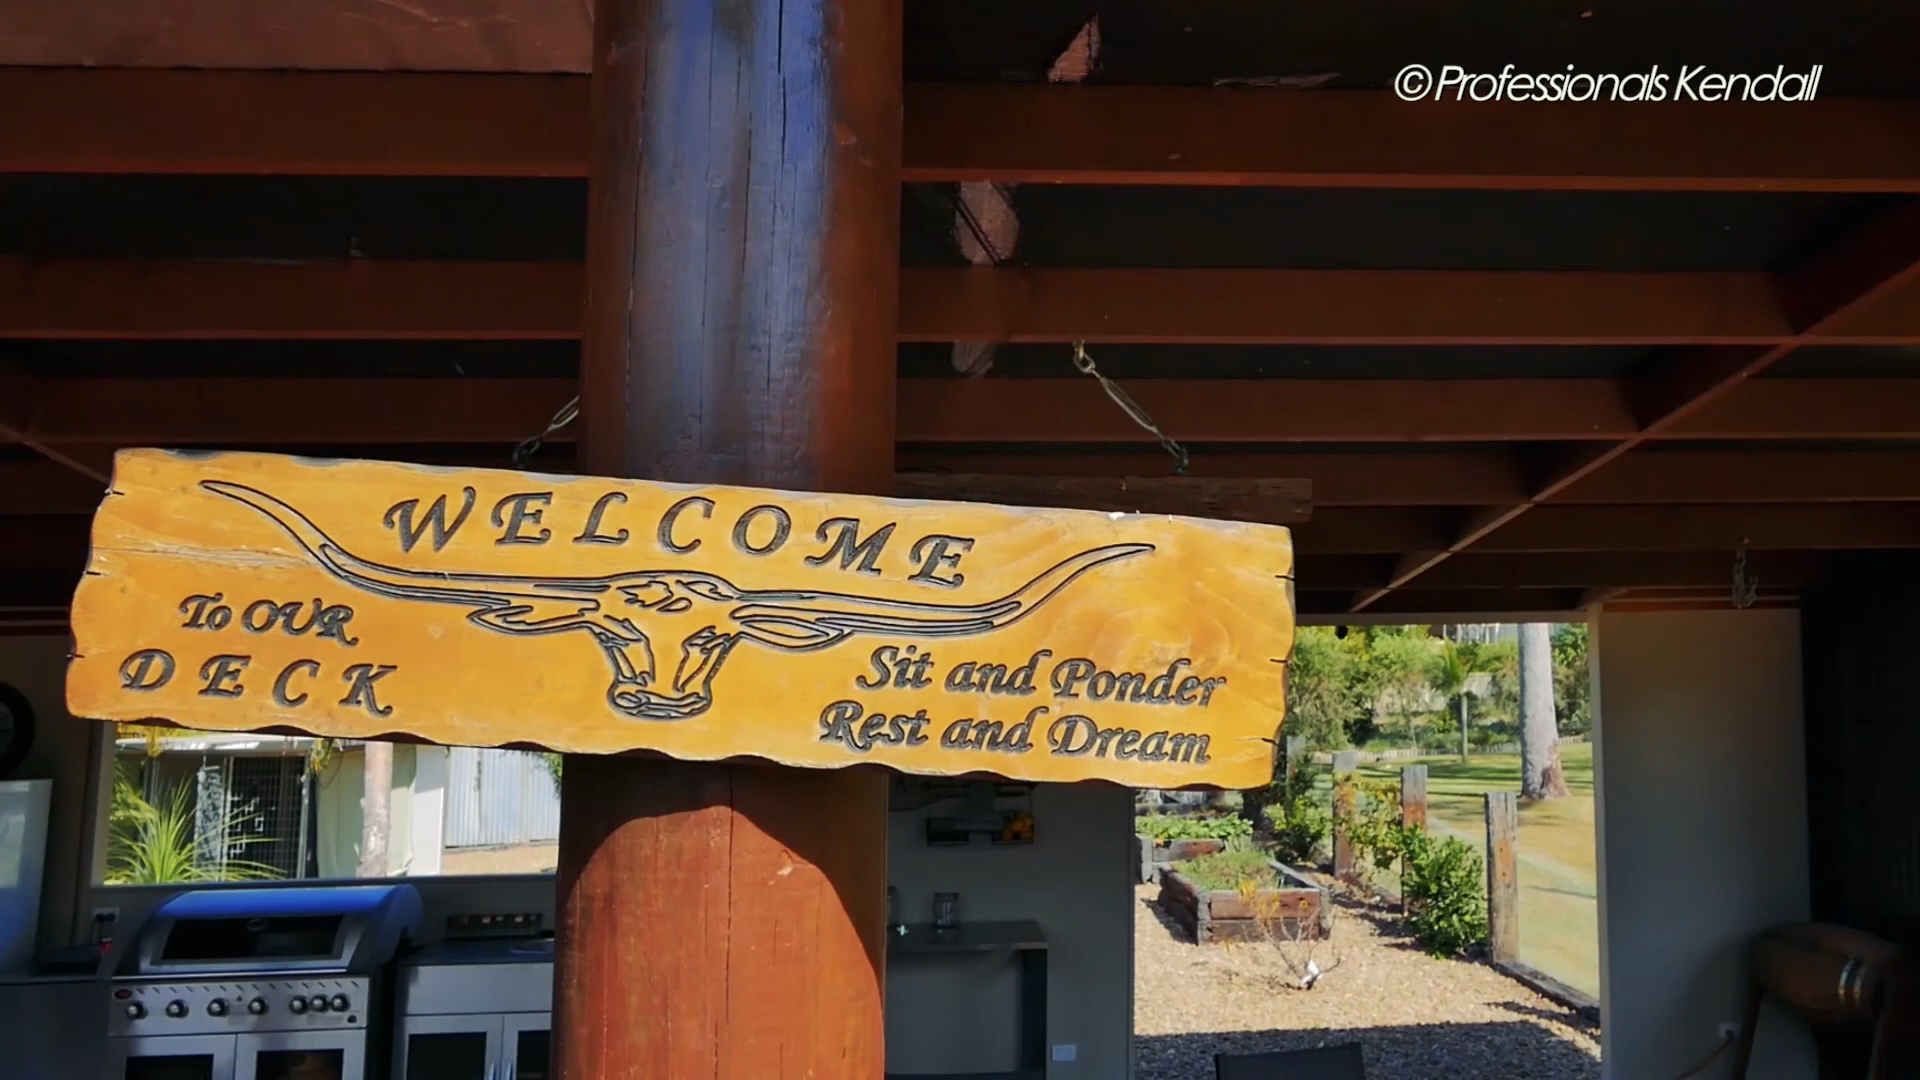 ©Professionals Kendall
WELCOME
To OUR
DECK
Sit and Ponder
Rest and Dream